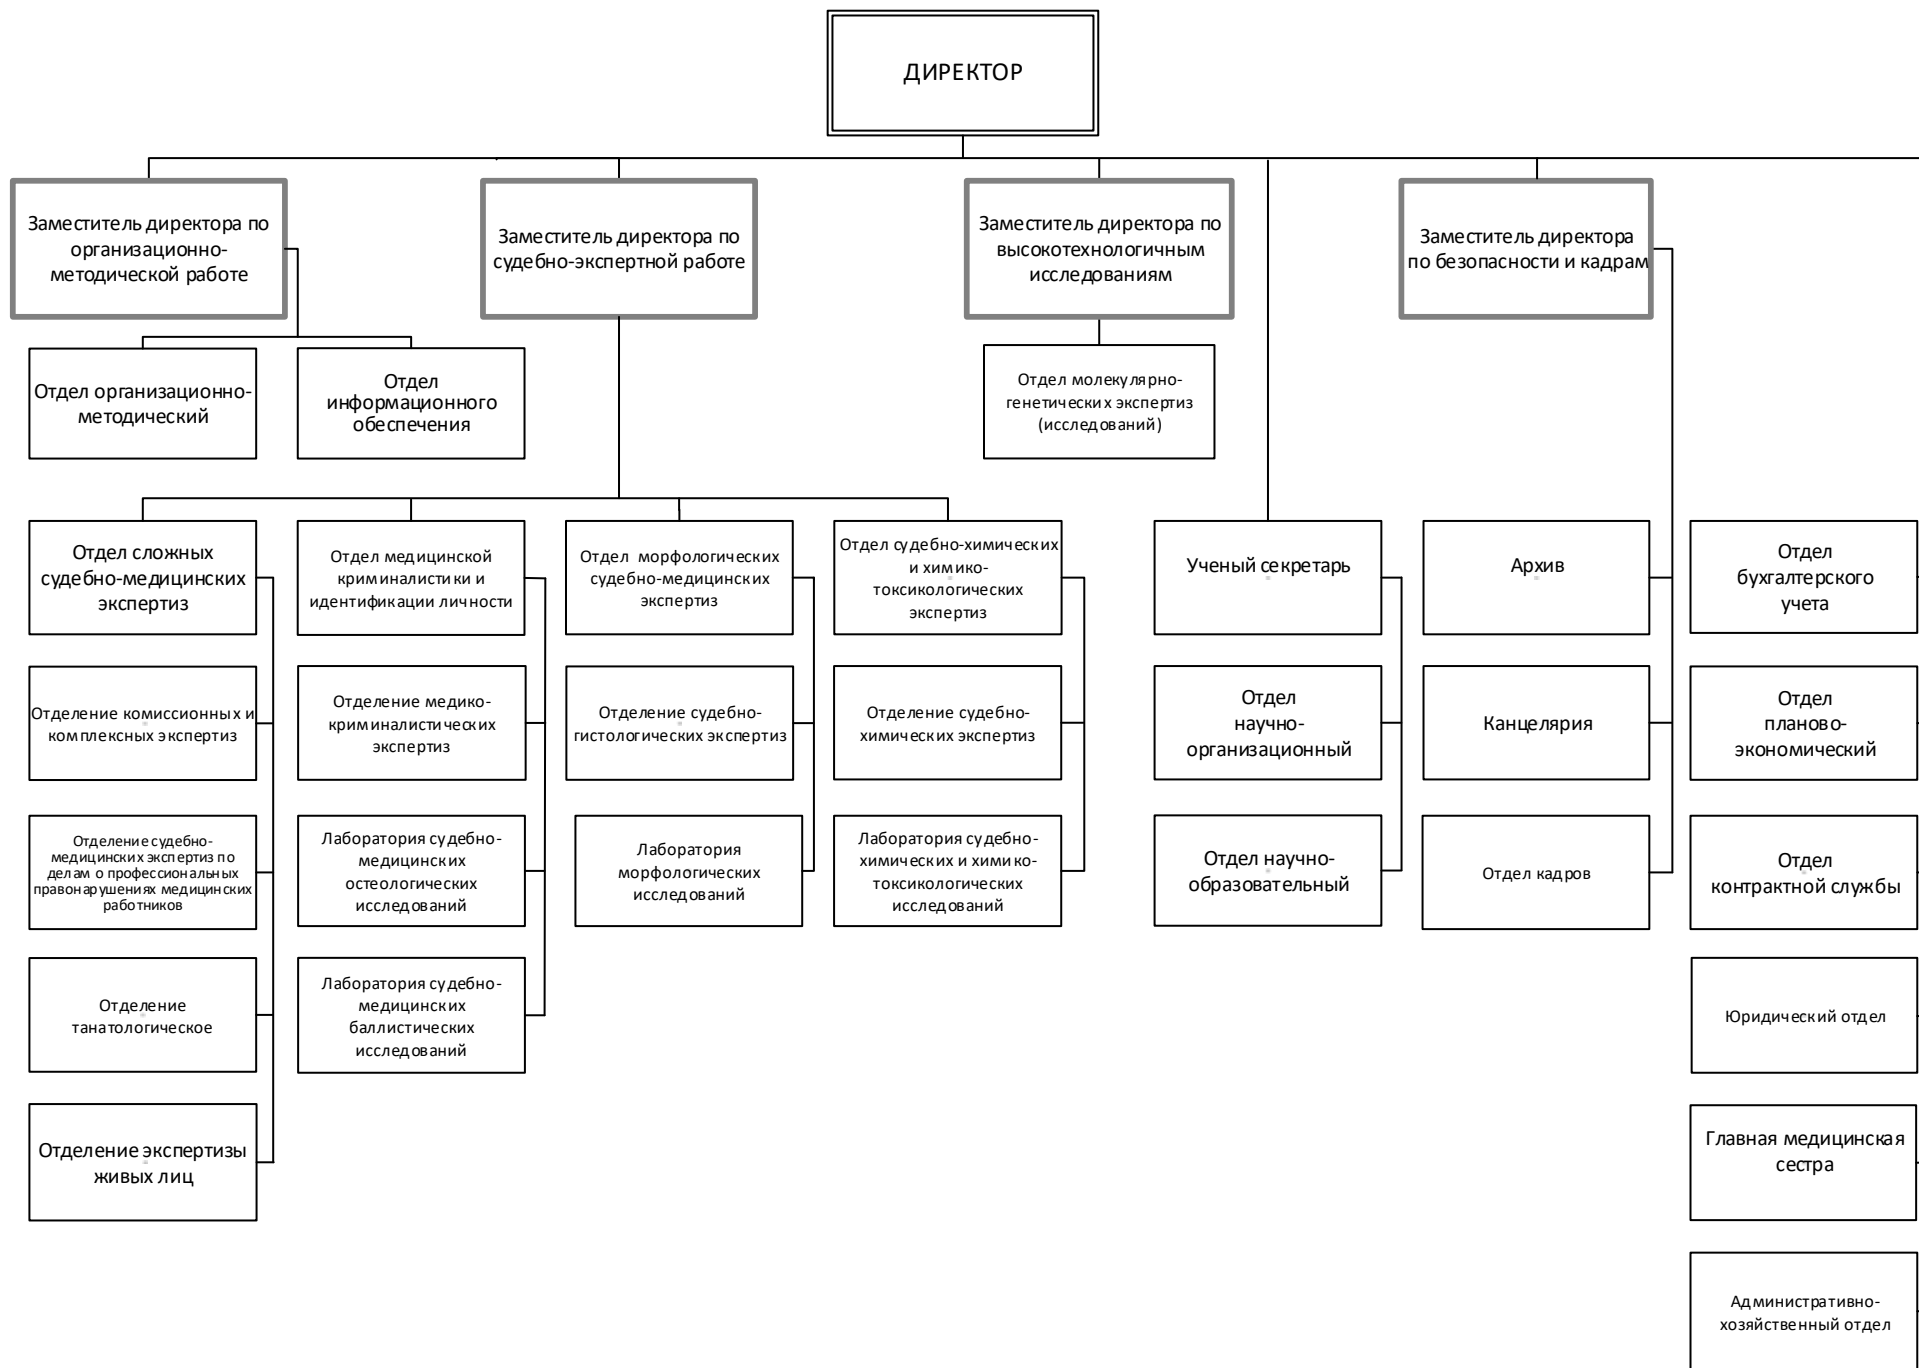 ДИРЕКТОР
Заместитель директора по
организационно-
методической работе
Заместитель директора по
судебно-экспертной работе
Заместитель директора по
высокотехнологичным
исследованиям
Заместитель директора
по безопасности и кадрам
Отдел организационно-
методический
Отдел
информационного
обеспечения
Отдел молекулярно-
генетических экспертиз
(исследований)
Отдел сложных
судебно-медицинских
экспертиз
Отдел медицинской
криминалистики и
идентификации личности
Отдел морфологических
судебно-медицинских
экспертиз
Отдел судебно-химических
и химико-
токсикологических
экспертиз
Ученый секретарь
Архив
Отдел
бухгалтерского
учета
Отделение комиссионных и
комплексных экспертиз
Отделение медико-
криминалистических
экспертиз
Отделение судебно-
гистологических экспертиз
Отделение судебно-
химических экспертиз
Отдел
научно-
организационный
Канцелярия
Отдел
планово-
экономический
Отделение судебно-
медицинских экспертиз по
делам о профессиональных
правонарушениях медицинских
работников
Лаборатория судебно-
медицинских
остеологических
исследований
Лаборатория
морфологических
исследований
Лаборатория судебно-
химических и химико-
токсикологических
исследований
Отдел научно-
образовательный
Отдел кадров
Отдел
контрактной службы
Отделение
танатологическое
Лаборатория судебно-
медицинских
баллистических
исследований
Юридический отдел
Отделение экспертизы
живых лиц
Главная медицинская
сестра
Административно-
хозяйственный отдел